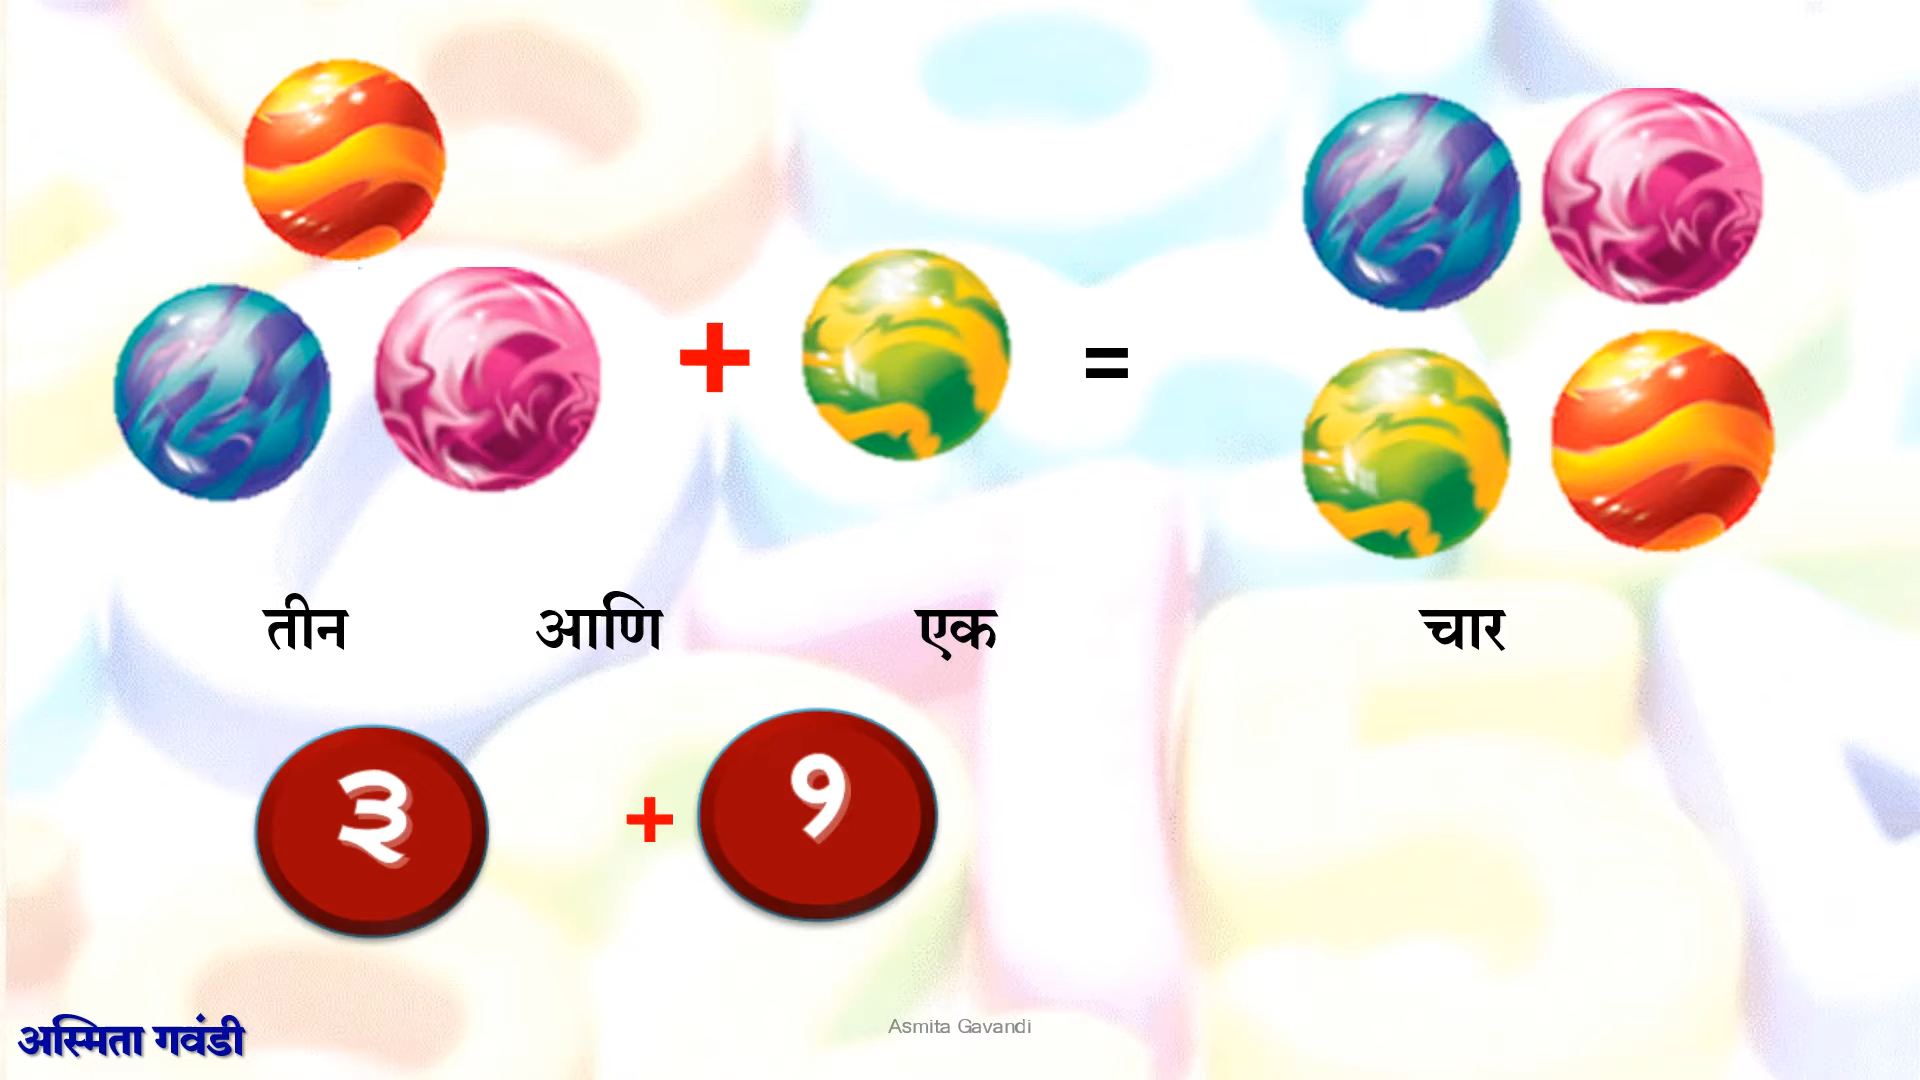 + =
तीन आणि एक चार
३ + १
अस्मिता गवंडी
Asmita Gavandi